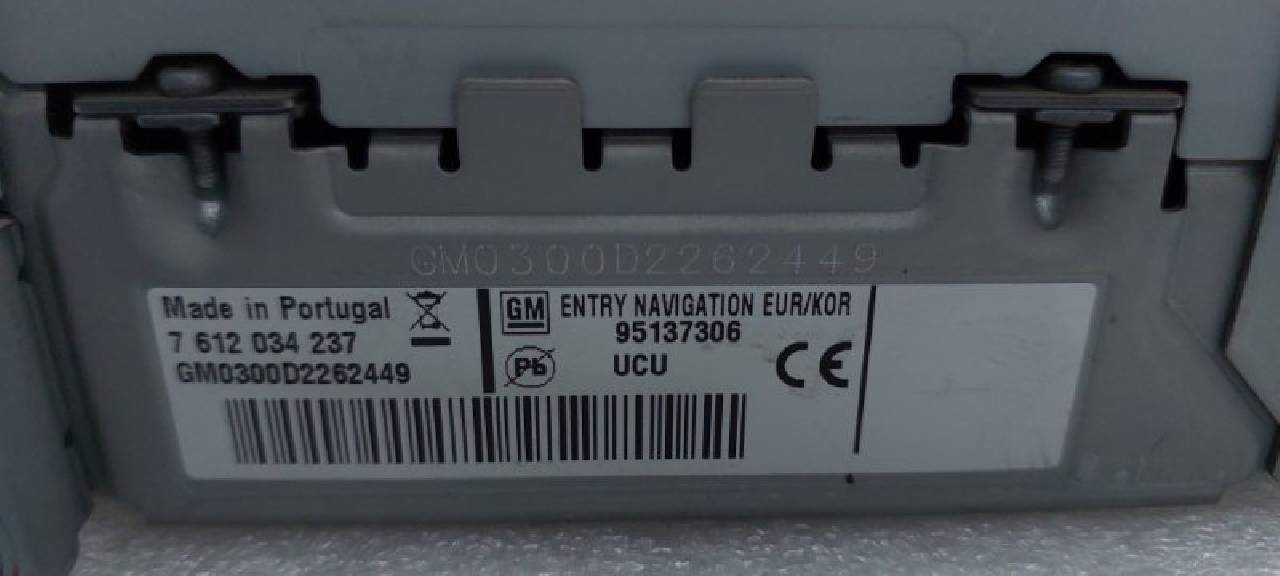 GM0300D2262449
Made in Portugal
7 612 034 237
GM0300D2262449
GM
ENTRY NAVIGATION EUR/KOR
95137306
Pb
UCU
CE